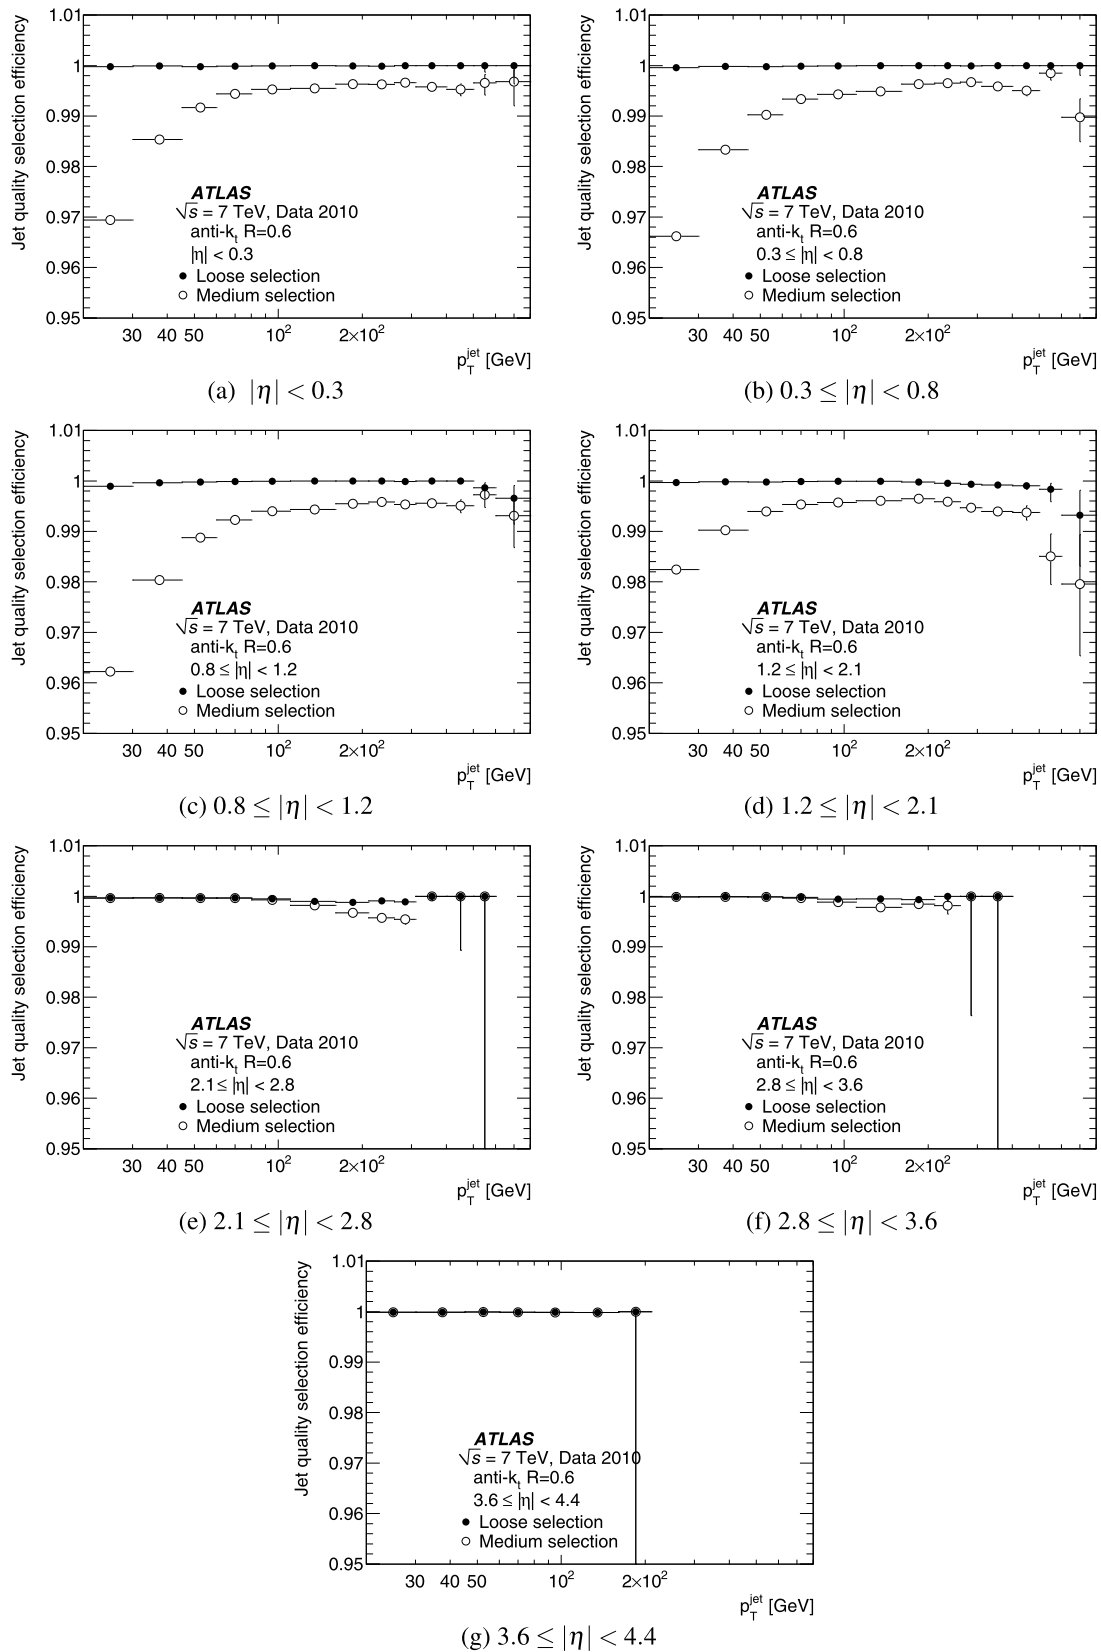 Jet quality selection efficiency
1.01
1
0.99
0.98
0.97
0.96
0.95
ATLAS
√s = 7 TeV, Data 2010
anti-kt R=0.6
|η| < 0.3
Loose selection
Medium selection
30 40 50 10² 2×10²
pTjet [GeV]
(a) |η| < 0.3
Jet quality selection efficiency
1.01
1
0.99
0.98
0.97
0.96
0.95
ATLAS
√s = 7 TeV, Data 2010
anti-kt R=0.6
0.3 ≤ |η| < 0.8
Loose selection
Medium selection
30 40 50 10² 2×10²
pTjet [GeV]
(b) 0.3 ≤ |η| < 0.8
Jet quality selection efficiency
1.01
1
0.99
0.98
0.97
0.96
0.95
ATLAS
√s = 7 TeV, Data 2010
anti-kt R=0.6
0.8 ≤ |η| < 1.2
Loose selection
Medium selection
30 40 50 10² 2×10²
pTjet [GeV]
(c) 0.8 ≤ |η| < 1.2
Jet quality selection efficiency
1.01
1
0.99
0.98
0.97
0.96
0.95
ATLAS
√s = 7 TeV, Data 2010
anti-kt R=0.6
1.2 ≤ |η| < 2.1
Loose selection
Medium selection
30 40 50 10² 2×10²
pTjet [GeV]
(d) 1.2 ≤ |η| < 2.1
Jet quality selection efficiency
1.01
1
0.99
0.98
0.97
0.96
0.95
ATLAS
√s = 7 TeV, Data 2010
anti-kt R=0.6
2.1 ≤ |η| < 2.8
Loose selection
Medium selection
30 40 50 10² 2×10²
pTjet [GeV]
(e) 2.1 ≤ |η| < 2.8
Jet quality selection efficiency
1.01
1
0.99
0.98
0.97
0.96
0.95
ATLAS
√s = 7 TeV, Data 2010
anti-kt R=0.6
2.8 ≤ |η| < 3.6
Loose selection
Medium selection
30 40 50 10² 2×10²
pTjet [GeV]
(f) 2.8 ≤ |η| < 3.6
Jet quality selection efficiency
1.01
1
0.99
0.98
0.97
0.96
0.95
ATLAS
√s = 7 TeV, Data 2010
anti-kt R=0.6
3.6 ≤ |η| < 4.4
Loose selection
Medium selection
30 40 50 10² 2×10²
pTjet [GeV]
(g) 3.6 ≤ |η| < 4.4